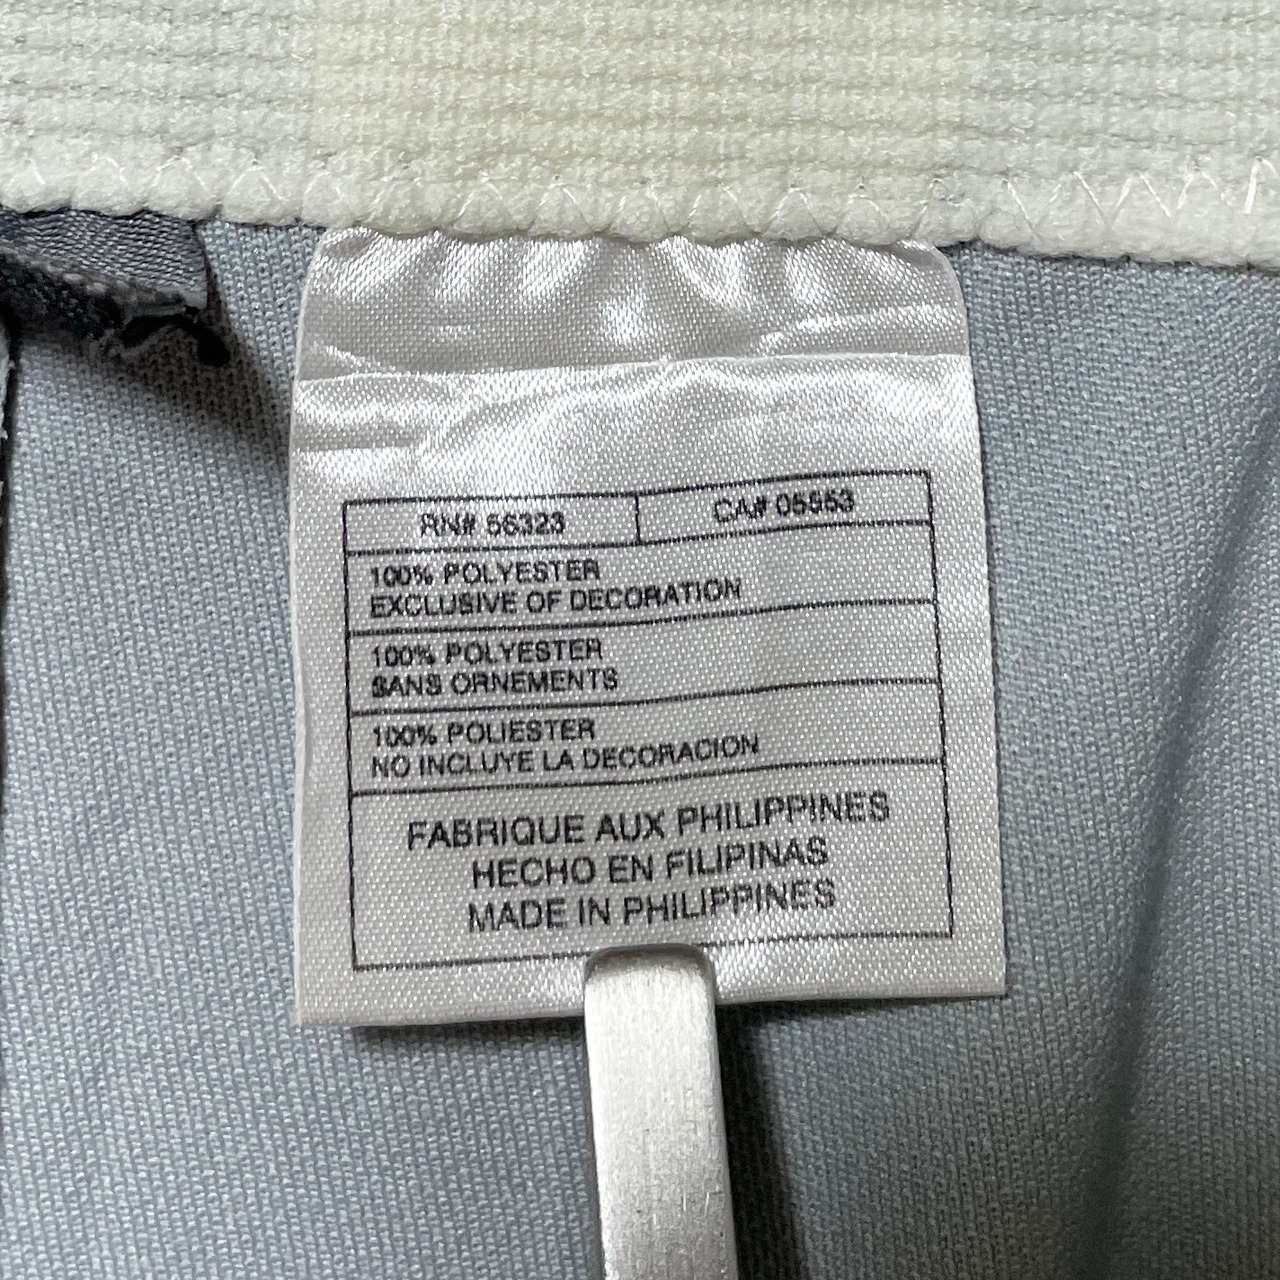 RN# 56323 CA# 05553
100% POLYESTER
EXCLUSIVE OF DECORATION
100% POLYESTER
SANS ORNEMENTS
100% POLIESTER
NO INCLUYE LA DECORACION
FABRIQUE AUX PHILIPPINES
HECHO EN FILIPINAS
MADE IN PHILIPPINES